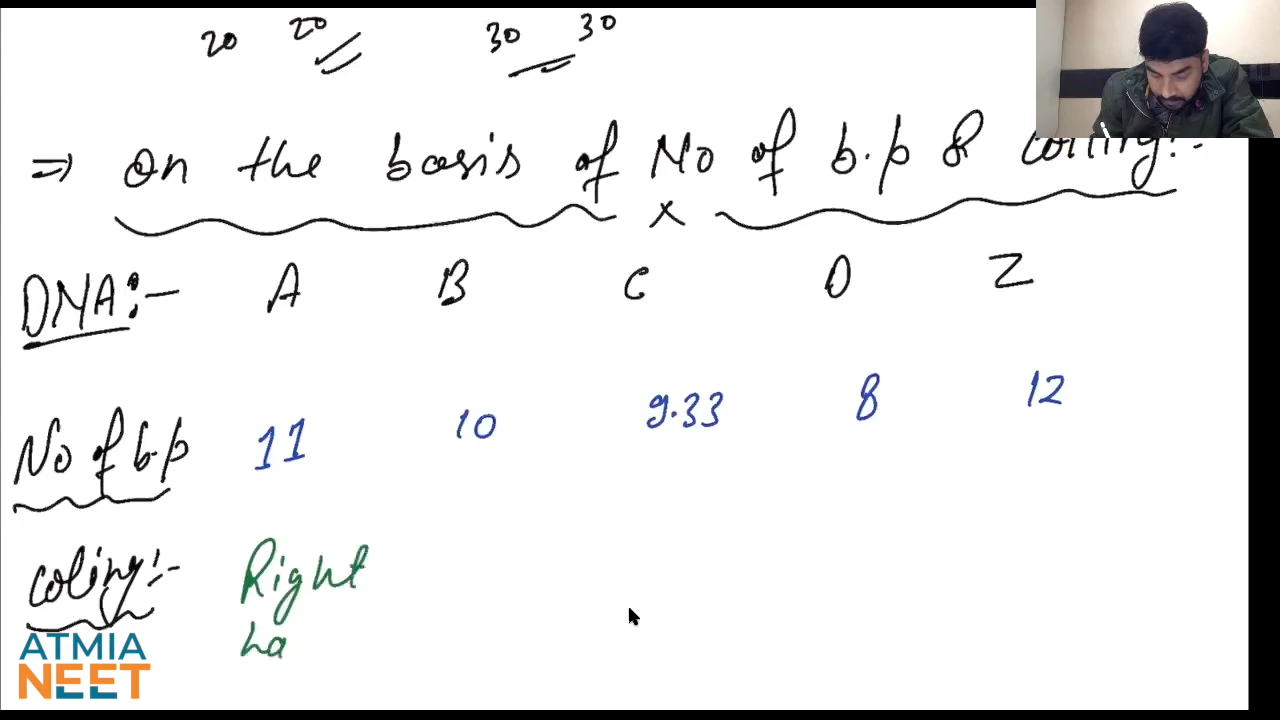 20 20 30 30
⇒ On the basis of No of b.p & coiling:-
x
DNA:- A B C D Z
No of b.p 11 10 9.33 8 12
coling:- Right
ha
ATMIA
NEET